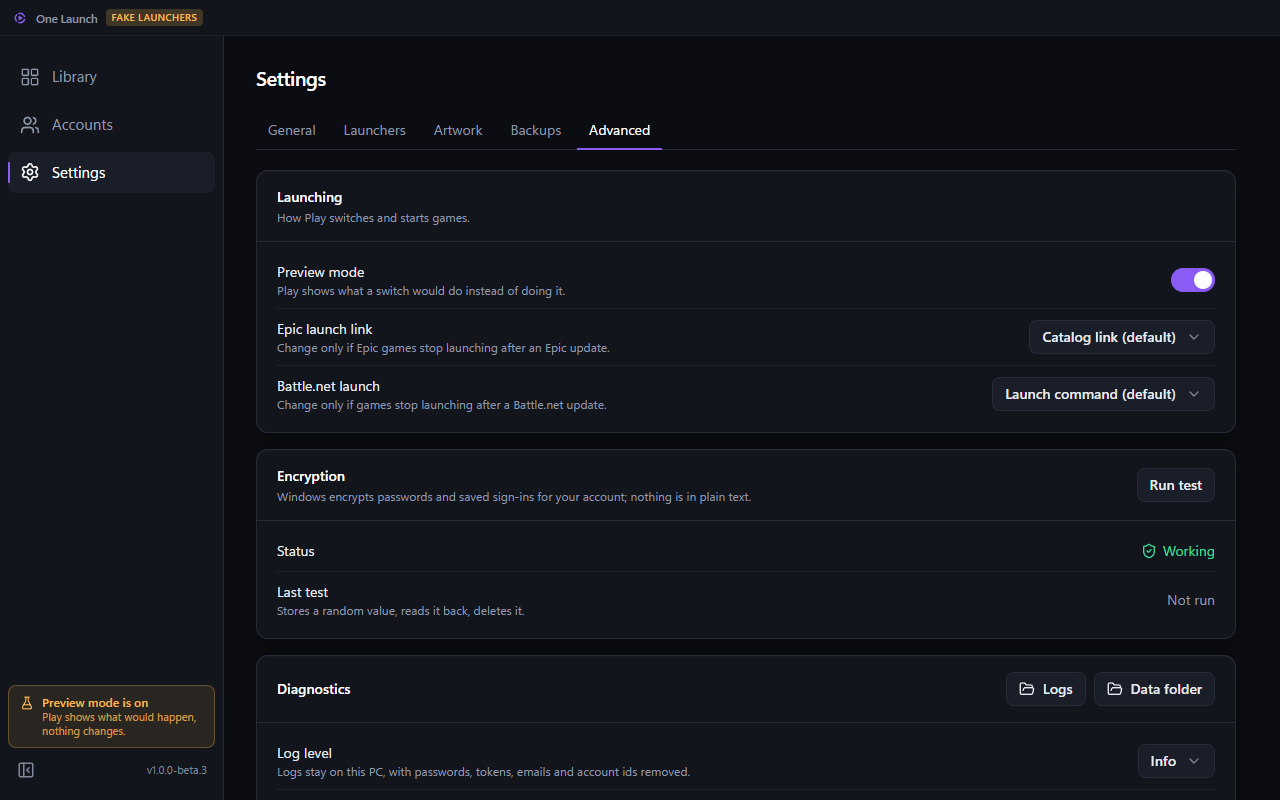 One Launch FAKE LAUNCHERS
Library
Accounts
Settings
Preview mode is on
Play shows what would happen,
nothing changes.
v1.0.0-beta.3
Settings
General Launchers Artwork Backups Advanced
Launching
How Play switches and starts games.
Preview mode
Play shows what a switch would do instead of doing it.
Epic launch link
Change only if Epic games stop launching after an Epic update.
Catalog link (default)
Battle.net launch
Change only if games stop launching after a Battle.net update.
Launch command (default)
Encryption
Windows encrypts passwords and saved sign-ins for your account; nothing is in plain text.
Run test
Status
Working
Last test
Stores a random value, reads it back, deletes it.
Not run
Diagnostics
Logs
Data folder
Log level
Logs stay on this PC, with passwords, tokens, emails and account ids removed.
Info